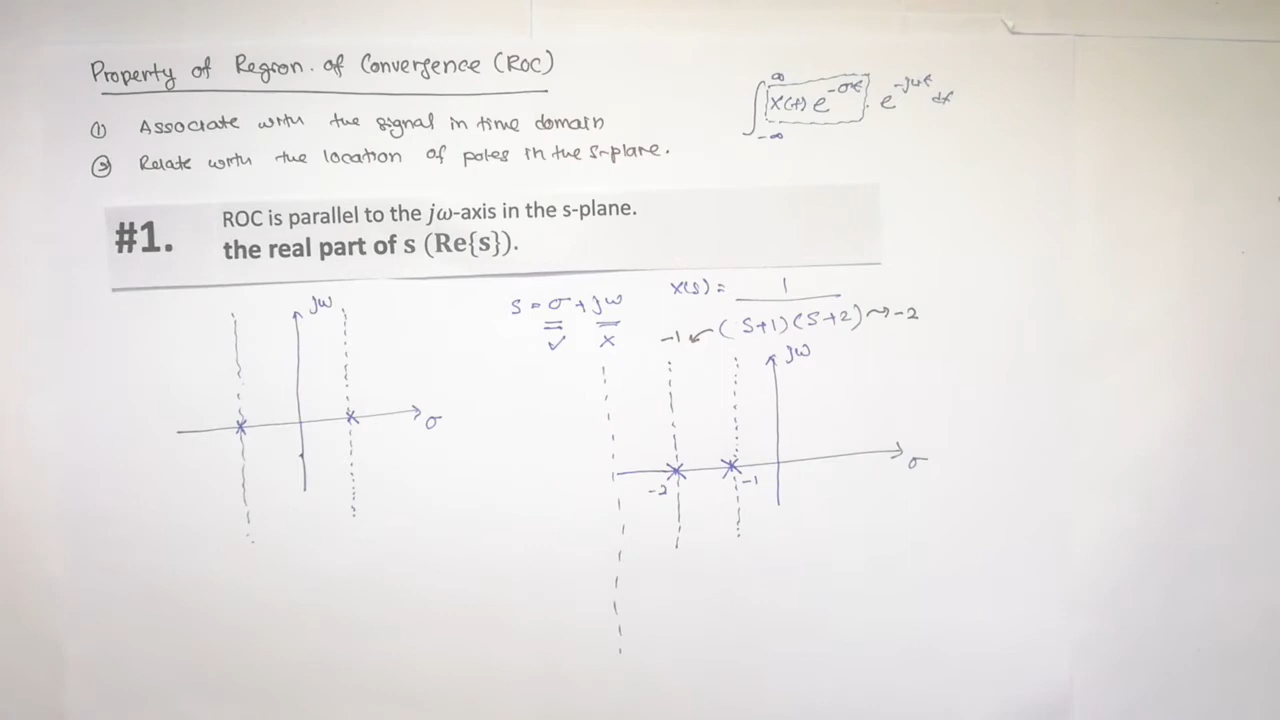 Property of Region of Convergence (ROC)
∫_{-∞}^{∞} x(t) e^{-σt} · e^{-jωt} dt
① Associate with the signal in time domain
② Relate with the location of poles in the s-plane.
#1. ROC is parallel to the jω-axis in the s-plane.
the real part of s (Re{s}).
jω
σ
s = σ + jω
✓ x
X(s) = 1
(s+1)(s+2)
-1
-2
jω
σ
-2 -1